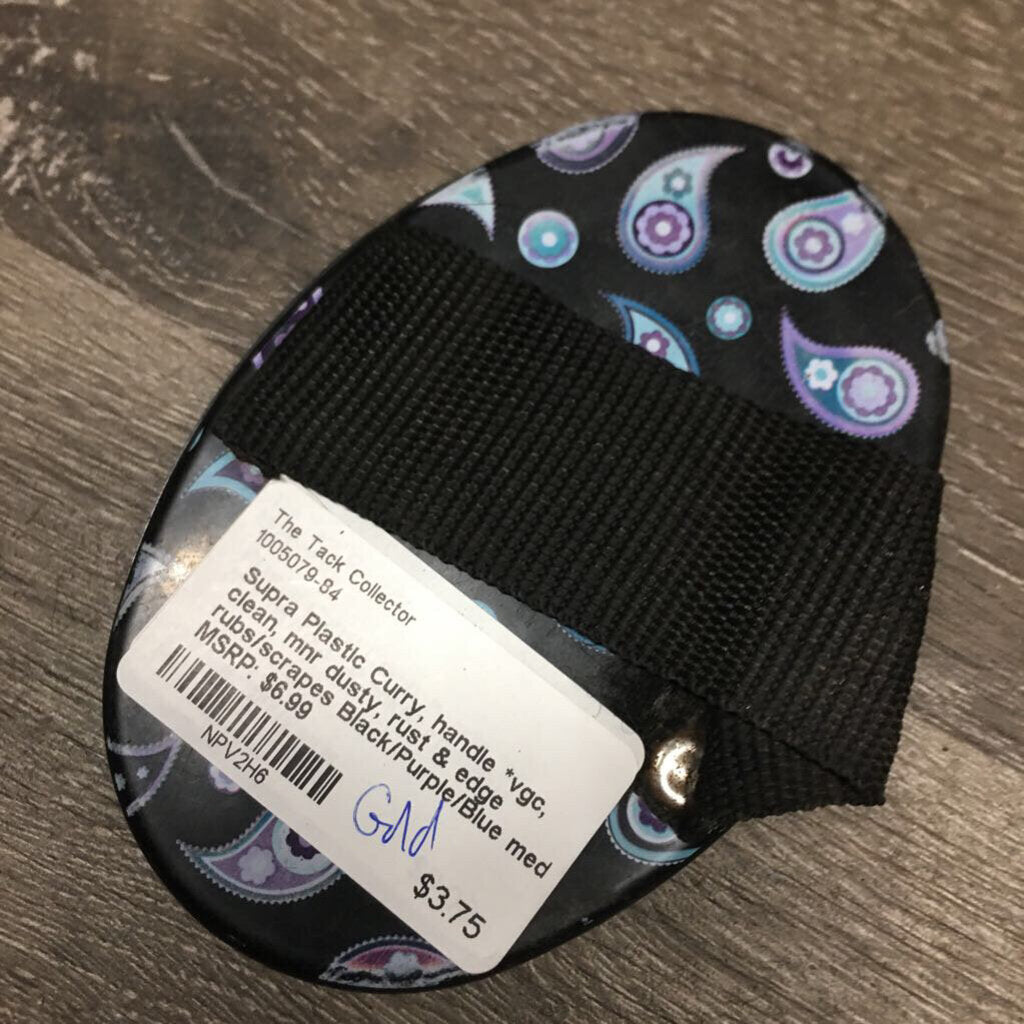 The Tack Collector
1005079-84
Supra Plastic Curry, handle *vgc,
clean, mnr dusty, rust & edge
rubs/scrapes Black/Purple/Blue med
MSRP: $6.99
NPV2H6
$3.75